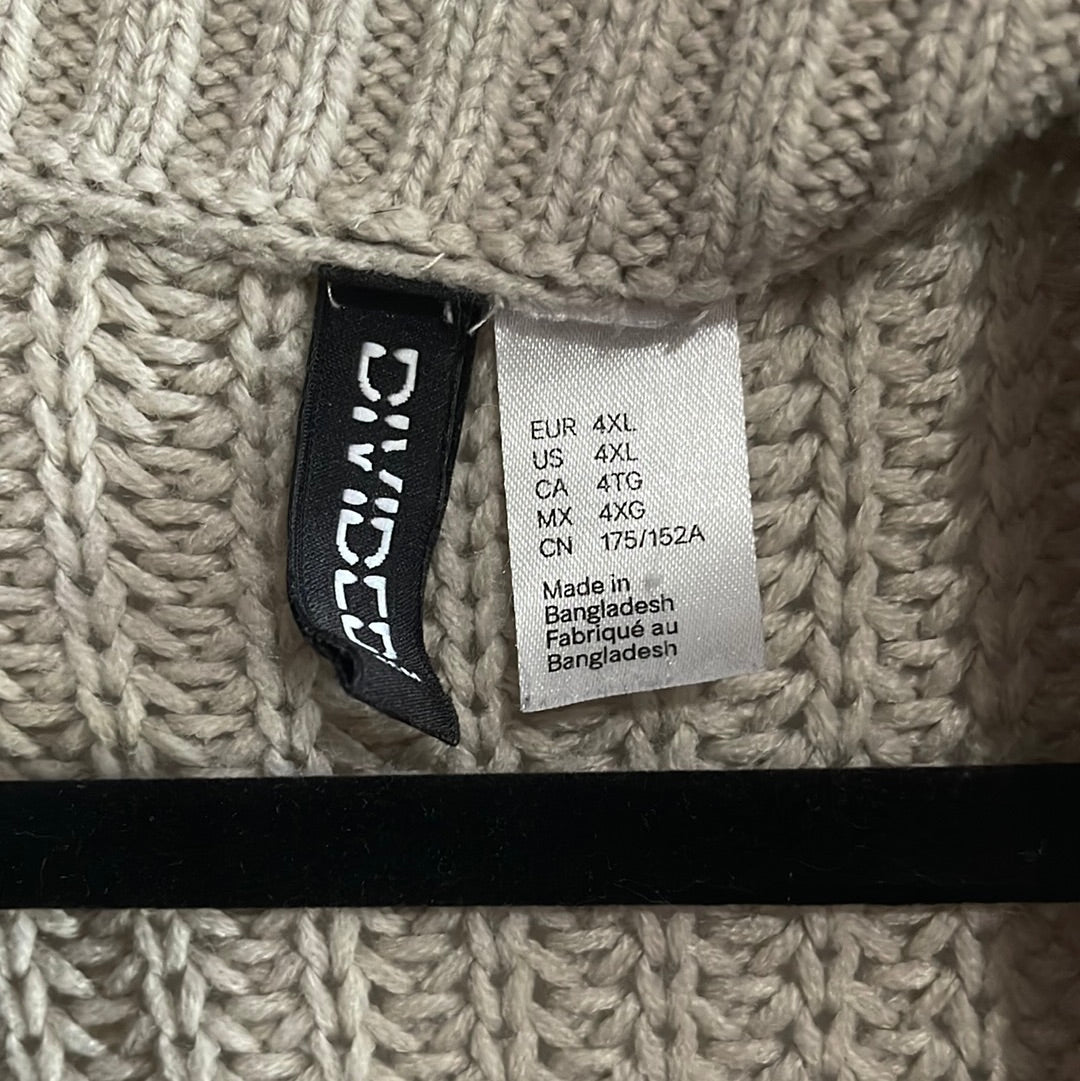 DIVIDED
EUR 4XL
US 4XL
CA 4TG
MX 4XG
CN 175/152A
Made in
Bangladesh
Fabriqué au
Bangladesh